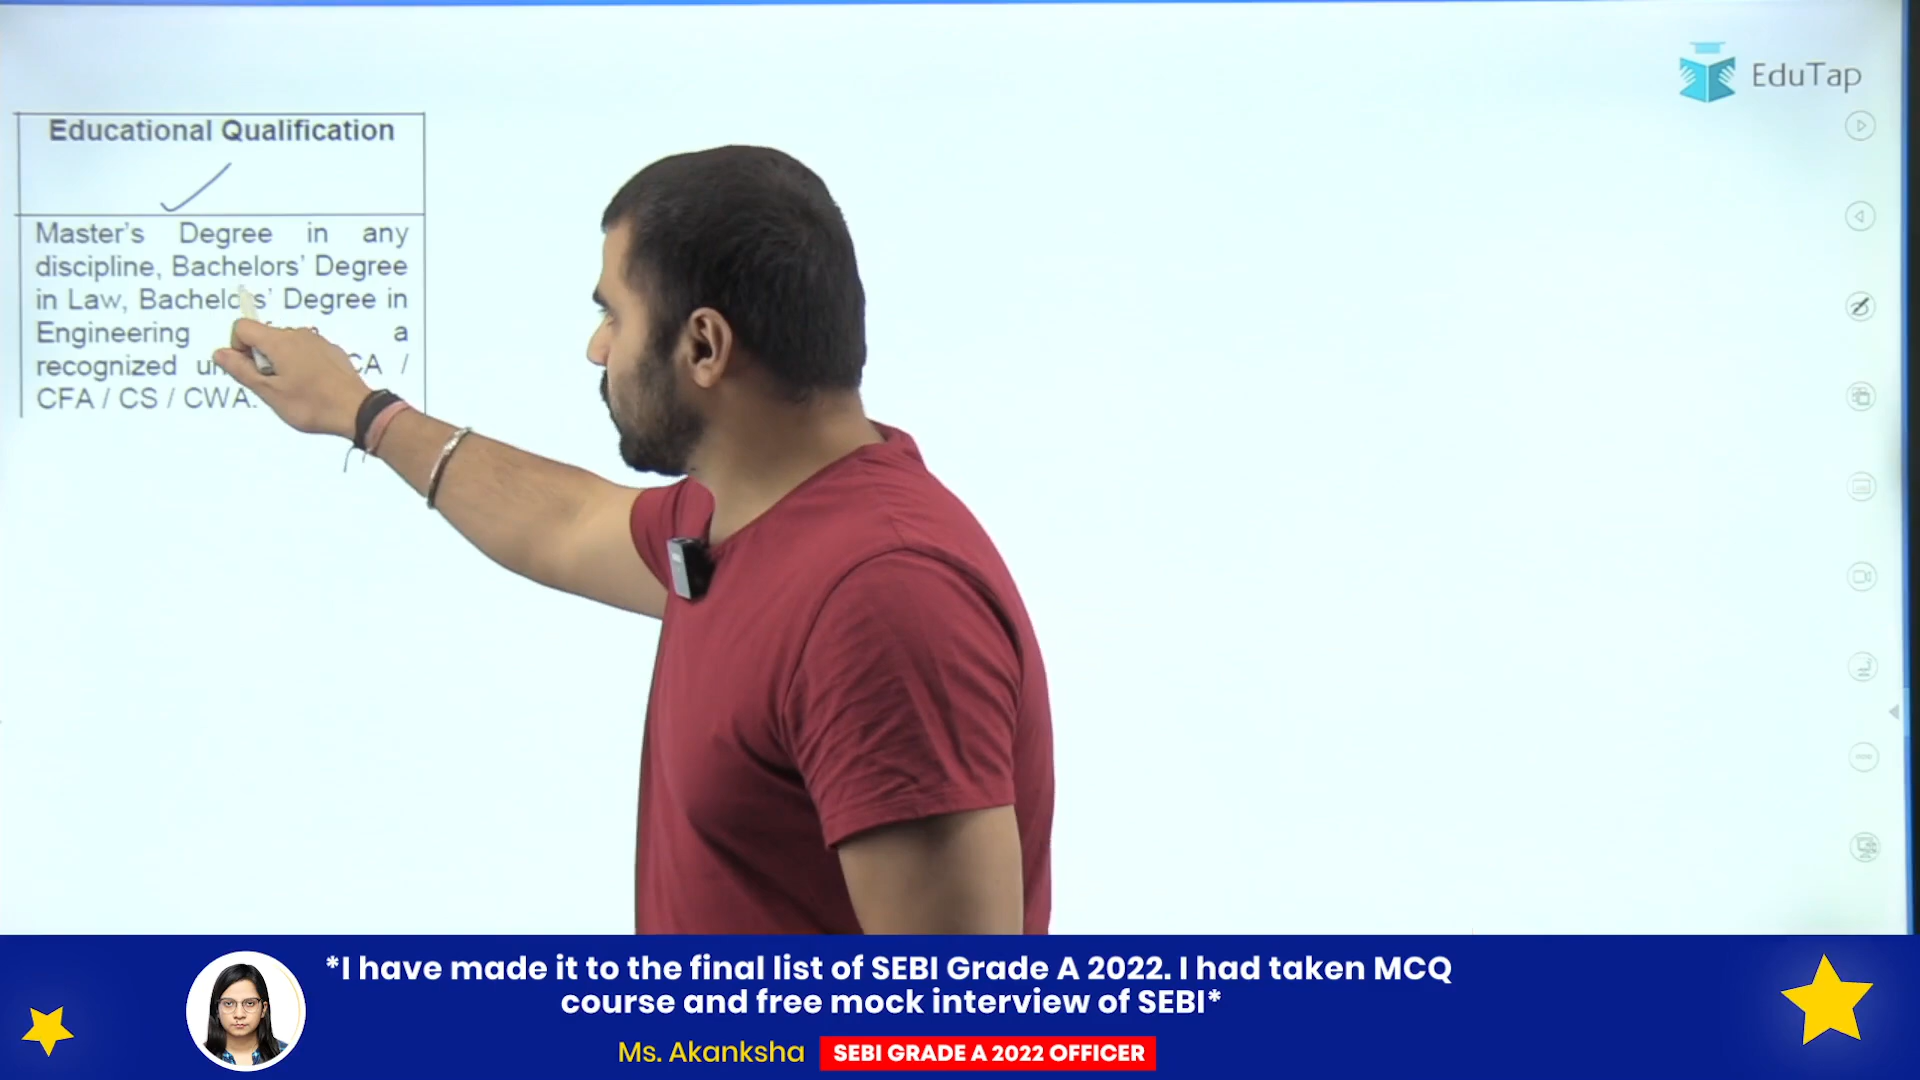 EduTap
Educational Qualification
Master's Degree in any
discipline, Bachelors' Degree
in Law, Bachelors' Degree in
Engineering a
recognized CA /
CFA / CS / CWA.
*I have made it to the final list of SEBI Grade A 2022. I had taken MCQ
course and free mock interview of SEBI*
Ms. Akanksha SEBI GRADE A 2022 OFFICER